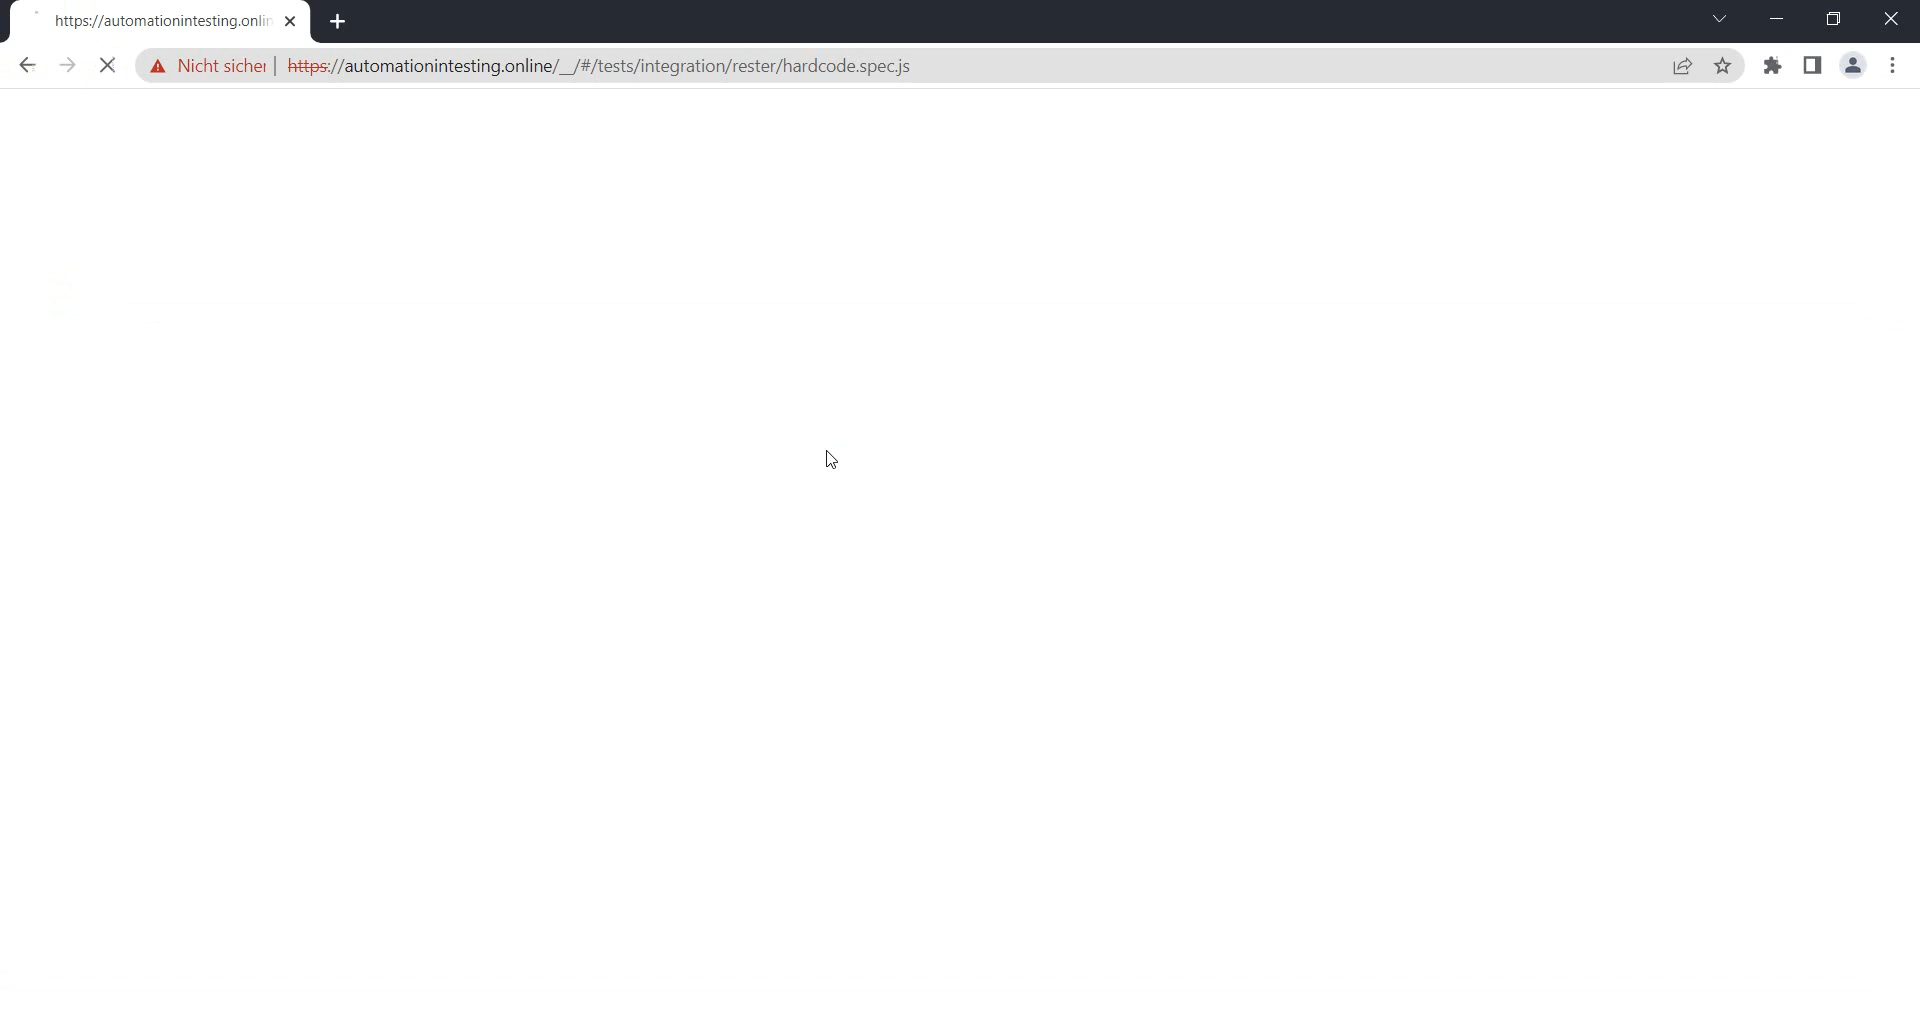 https://automationintesting.onlin
Nicht sicher
https://automationintesting.online/__/#/tests/integration/rester/hardcode.spec.js